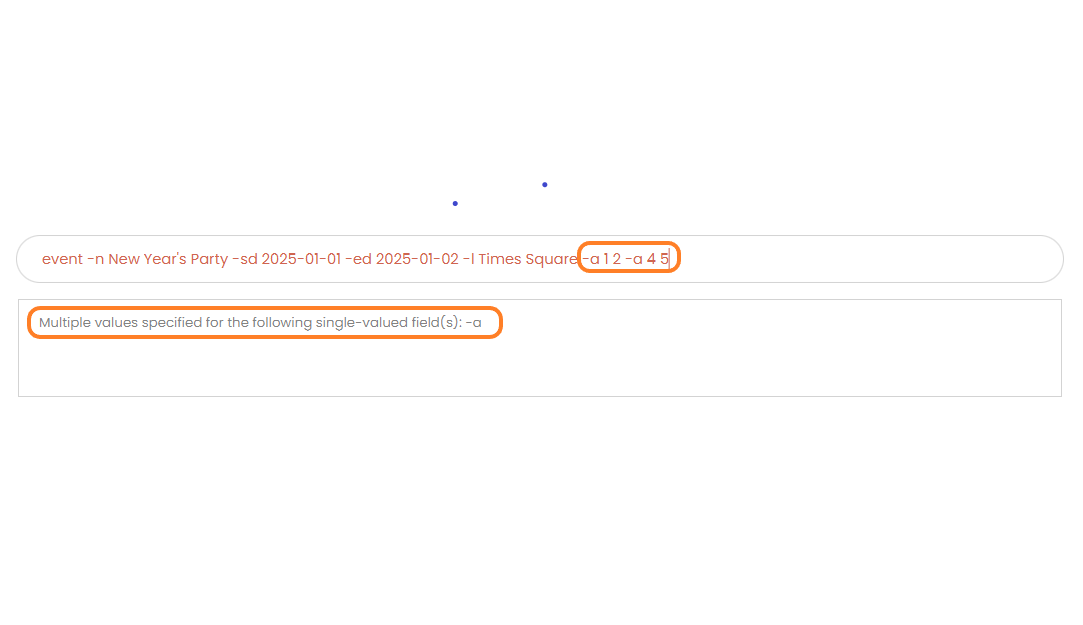 event -n New Year's Party -sd 2025-01-01 -ed 2025-01-02 -l Times Square -a 1 2 -a 4 5
Multiple values specified for the following single-valued field(s): -a